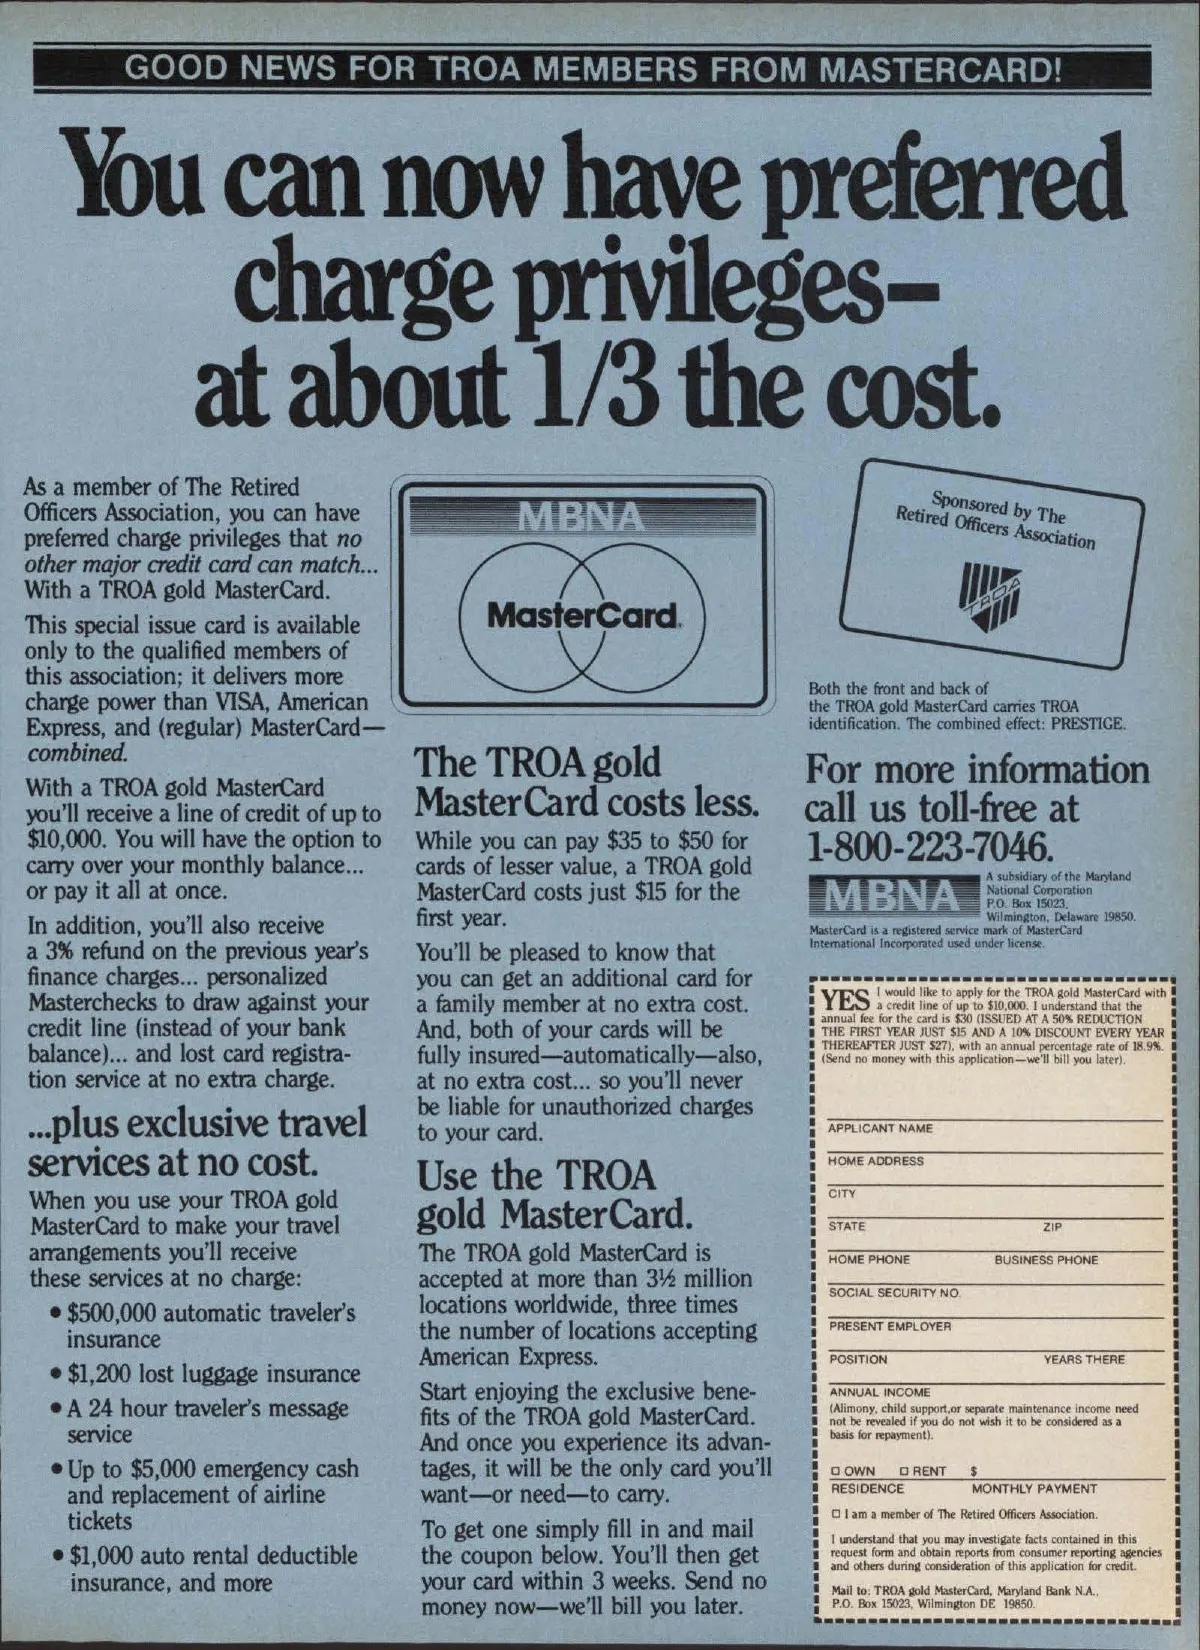 GOOD NEWS FOR TROA MEMBERS FROM MASTERCARD!
You can now have preferred
charge privileges–
at about 1/3 the cost.
As a member of The Retired
Officers Association, you can have
preferred charge privileges that no
other major credit card can match...
With a TROA gold MasterCard.
This special issue card is available
only to the qualified members of
this association; it delivers more
charge power than VISA, American
Express, and (regular) MasterCard—
combined.
With a TROA gold MasterCard
you'll receive a line of credit of up to
$10,000. You will have the option to
carry over your monthly balance...
or pay it all at once.
In addition, you'll also receive
a 3% refund on the previous year's
finance charges... personalized
Masterchecks to draw against your
credit line (instead of your bank
balance)... and lost card registra-
tion service at no extra charge.
...plus exclusive travel
services at no cost.
When you use your TROA gold
MasterCard to make your travel
arrangements you'll receive
these services at no charge:
• $500,000 automatic traveler's
insurance
• $1,200 lost luggage insurance
• A 24 hour traveler's message
service
• Up to $5,000 emergency cash
and replacement of airline
tickets
• $1,000 auto rental deductible
insurance, and more
MBNA
MasterCard
The TROA gold
MasterCard costs less.
While you can pay $35 to $50 for
cards of lesser value, a TROA gold
MasterCard costs just $15 for the
first year.
You'll be pleased to know that
you can get an additional card for
a family member at no extra cost.
And, both of your cards will be
fully insured—automatically—also,
at no extra cost... so you'll never
be liable for unauthorized charges
to your card.
Use the TROA
gold MasterCard.
The TROA gold MasterCard is
accepted at more than 3½ million
locations worldwide, three times
the number of locations accepting
American Express.
Start enjoying the exclusive bene-
fits of the TROA gold MasterCard.
And once you experience its advan-
tages, it will be the only card you'll
want—or need—to carry.
To get one simply fill in and mail
the coupon below. You'll then get
your card within 3 weeks. Send no
money now—we'll bill you later.
Sponsored by The
Retired Officers Association
TROA
Both the front and back of
the TROA gold MasterCard carries TROA
identification. The combined effect: PRESTIGE.
For more information
call us toll-free at
1-800-223-7046.
MBNA
A subsidiary of the Maryland
National Corporation
P.O. Box 15023,
Wilmington, Delaware 19850.
MasterCard is a registered service mark of MasterCard
International Incorporated used under license.
YES I would like to apply for the TROA gold MasterCard with
a credit line of up to $10,000. I understand that the
annual fee for the card is $30 (ISSUED AT A 50% REDUCTION
THE FIRST YEAR JUST $15 AND A 10% DISCOUNT EVERY YEAR
THEREAFTER JUST $27), with an annual percentage rate of 18.9%.
(Send no money with this application—we'll bill you later).
APPLICANT NAME
HOME ADDRESS
CITY
STATE ZIP
HOME PHONE BUSINESS PHONE
SOCIAL SECURITY NO.
PRESENT EMPLOYER
POSITION YEARS THERE
ANNUAL INCOME
(Alimony, child support,or separate maintenance income need
not be revealed if you do not wish it to be considered as a
basis for repayment).
□ OWN □ RENT $
RESIDENCE MONTHLY PAYMENT
□ I am a member of The Retired Officers Association.
I understand that you may investigate facts contained in this
request form and obtain reports from consumer reporting agencies
and others during consideration of this application for credit.
Mail to: TROA gold MasterCard, Maryland Bank N.A.,
P.O. Box 15023, Wilmington DE 19850.